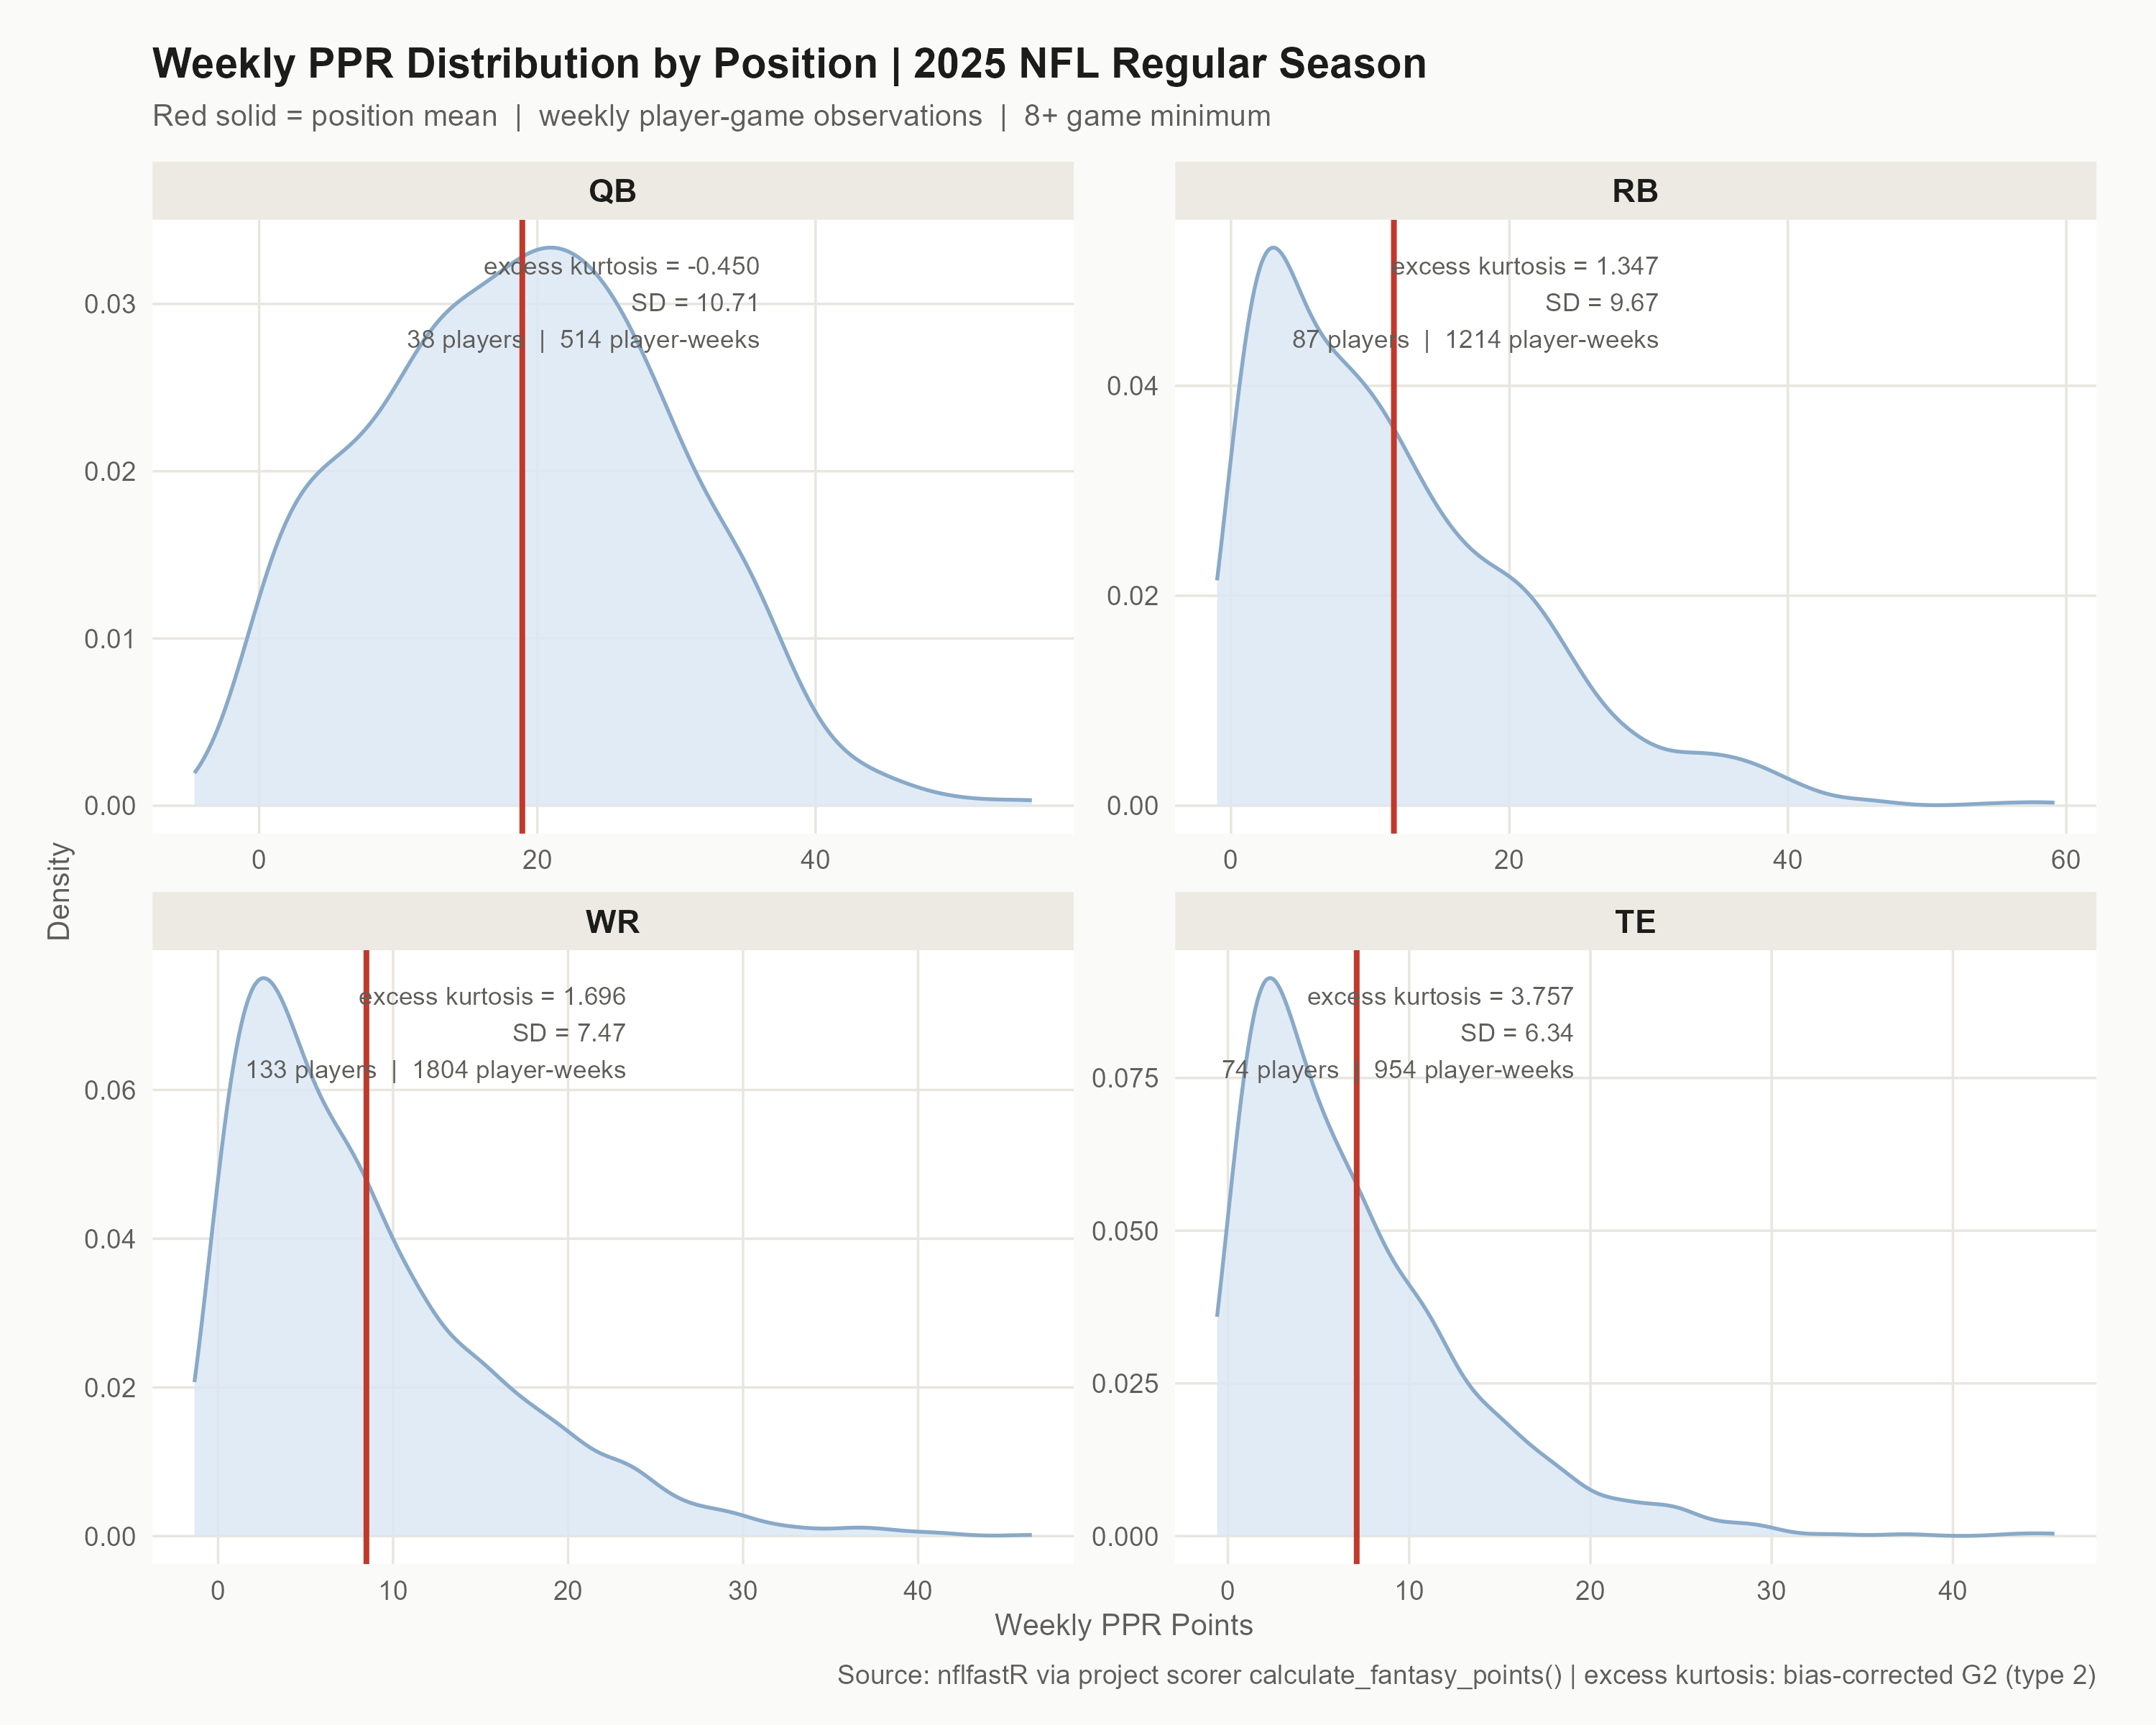 Weekly PPR Distribution by Position | 2025 NFL Regular Season
Red solid = position mean | weekly player-game observations | 8+ game minimum
QB
excess kurtosis = -0.450
SD = 10.71
38 players | 514 player-weeks
0.03
0.02
0.01
0.00
0 20 40
RB
excess kurtosis = 1.347
SD = 9.67
87 players | 1214 player-weeks
0.04
0.02
0.00
0 20 40 60
Density
WR
excess kurtosis = 1.696
SD = 7.47
133 players | 1804 player-weeks
0.06
0.04
0.02
0.00
0 10 20 30 40
TE
excess kurtosis = 3.757
SD = 6.34
74 players | 954 player-weeks
0.075
0.050
0.025
0.000
0 10 20 30 40
Weekly PPR Points
Source: nflfastR via project scorer calculate_fantasy_points() | excess kurtosis: bias-corrected G2 (type 2)